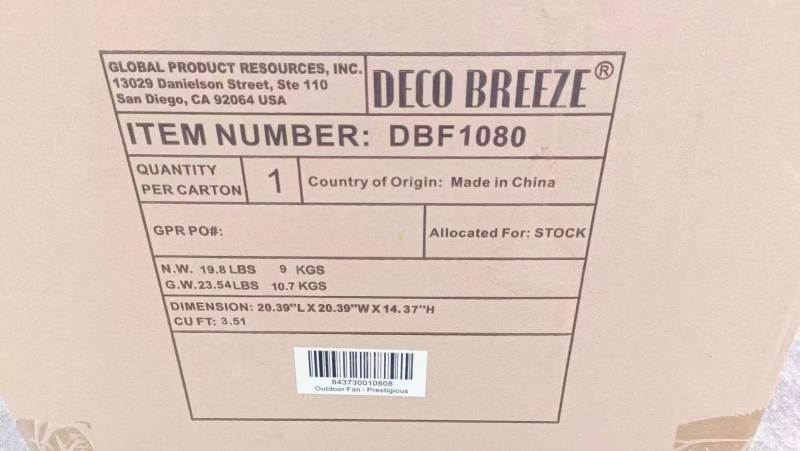 GLOBAL PRODUCT RESOURCES, INC.
13029 Danielson Street, Ste 110
San Diego, CA 92064 USA
DECO BREEZE®
ITEM NUMBER: DBF1080
QUANTITY
PER CARTON
1
Country of Origin: Made in China
GPR PO#:
Allocated For: STOCK
N.W. 19.8 LBS 9 KGS
G.W.23.54LBS 10.7 KGS
DIMENSION: 20.39"L X 20.39"W X 14.37"H
CU FT: 3.51
843730010808
Outdoor Fan - Prestigious